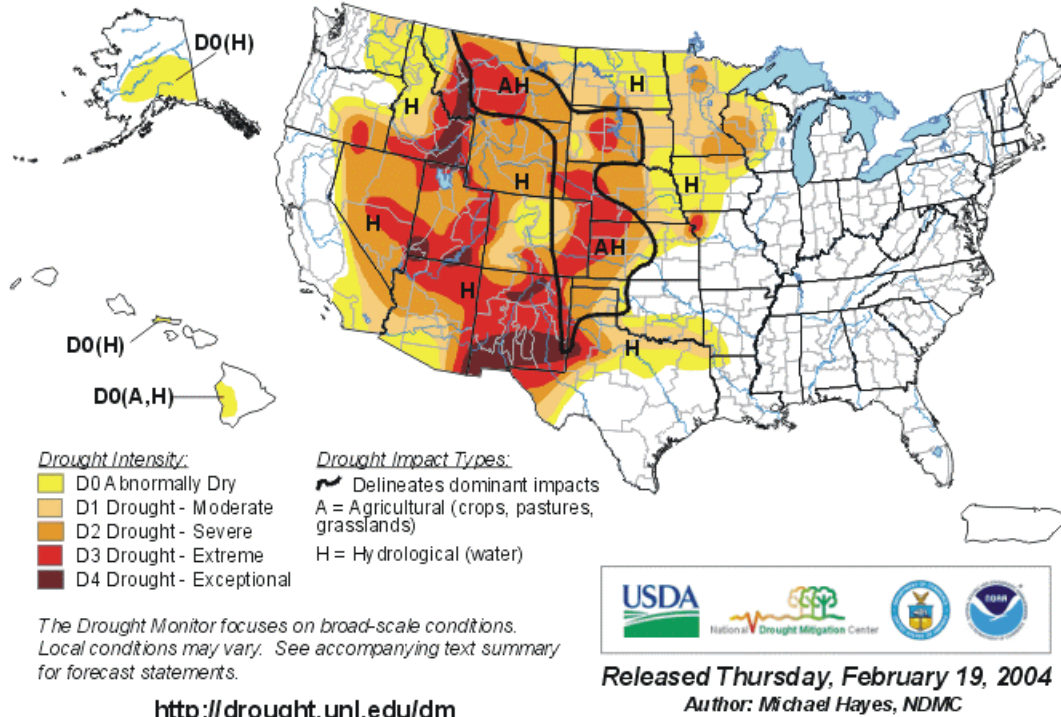 D0(H)
AH
H
H
H
H
H
AH
H
H
D0(H)
D0(A,H)
Drought Intensity:
D0 Abnormally Dry
D1 Drought - Moderate
D2 Drought - Severe
D3 Drought - Extreme
D4 Drought - Exceptional
Drought Impact Types:
Delineates dominant impacts
A = Agricultural (crops, pastures,
grasslands)
H = Hydrological (water)
USDA
National Drought Mitigation Center
NOAA
The Drought Monitor focuses on broad-scale conditions.
Local conditions may vary. See accompanying text summary
for forecast statements.
http://drought.unl.edu/dm
Released Thursday, February 19, 2004
Author: Michael Hayes, NDMC